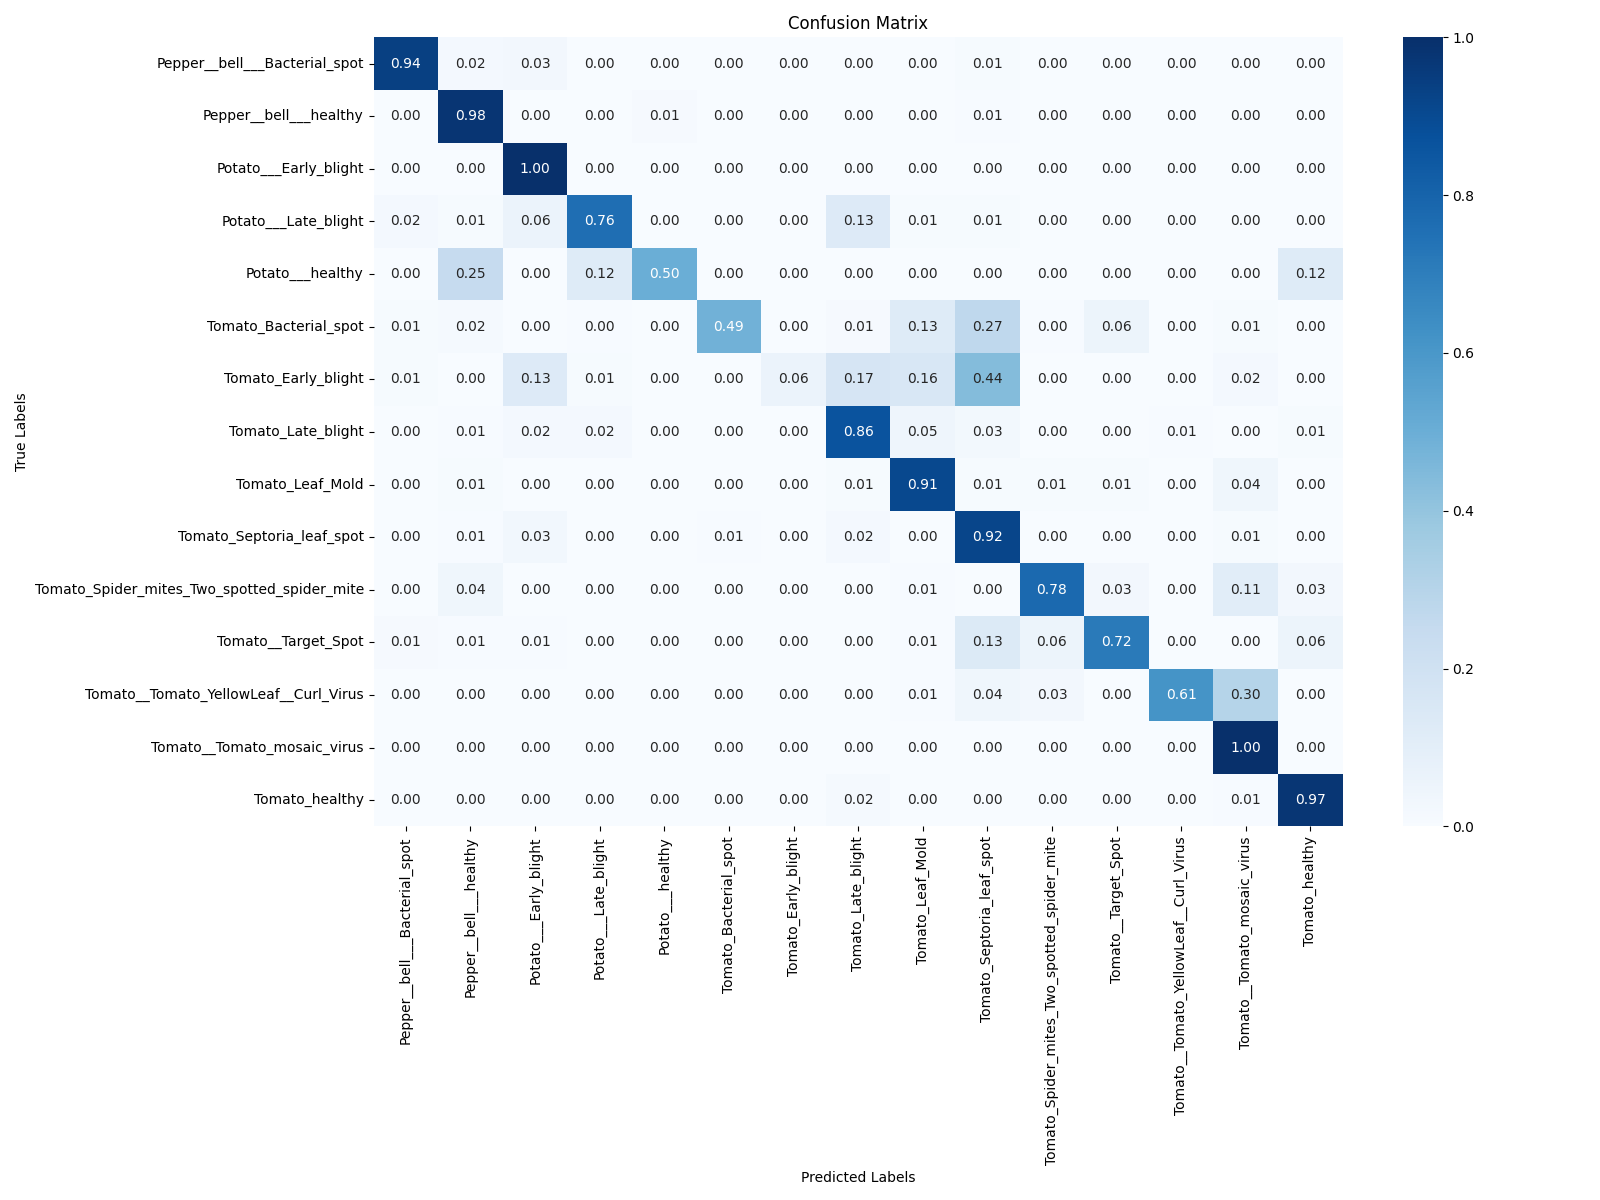 Confusion Matrix
Pepper__bell___Bacterial_spot 0.94 0.02 0.03 0.00 0.00 0.00 0.00 0.00 0.00 0.01 0.00 0.00 0.00 0.00 0.00
Pepper__bell___healthy 0.00 0.98 0.00 0.00 0.01 0.00 0.00 0.00 0.00 0.01 0.00 0.00 0.00 0.00 0.00
Potato___Early_blight 0.00 0.00 1.00 0.00 0.00 0.00 0.00 0.00 0.00 0.00 0.00 0.00 0.00 0.00 0.00
Potato___Late_blight 0.02 0.01 0.06 0.76 0.00 0.00 0.00 0.13 0.01 0.01 0.00 0.00 0.00 0.00 0.00
Potato___healthy 0.00 0.25 0.00 0.12 0.50 0.00 0.00 0.00 0.00 0.00 0.00 0.00 0.00 0.00 0.12
Tomato_Bacterial_spot 0.01 0.02 0.00 0.00 0.00 0.49 0.00 0.01 0.13 0.27 0.00 0.06 0.00 0.01 0.00
Tomato_Early_blight 0.01 0.00 0.13 0.01 0.00 0.00 0.06 0.17 0.16 0.44 0.00 0.00 0.00 0.02 0.00
Tomato_Late_blight 0.00 0.01 0.02 0.02 0.00 0.00 0.00 0.86 0.05 0.03 0.00 0.00 0.01 0.00 0.01
Tomato_Leaf_Mold 0.00 0.01 0.00 0.00 0.00 0.00 0.00 0.01 0.91 0.01 0.01 0.01 0.00 0.04 0.00
Tomato_Septoria_leaf_spot 0.00 0.01 0.03 0.00 0.00 0.01 0.00 0.02 0.00 0.92 0.00 0.00 0.00 0.01 0.00
Tomato_Spider_mites_Two_spotted_spider_mite 0.00 0.04 0.00 0.00 0.00 0.00 0.00 0.00 0.01 0.00 0.78 0.03 0.00 0.11 0.03
Tomato__Target_Spot 0.01 0.01 0.01 0.00 0.00 0.00 0.00 0.00 0.01 0.13 0.06 0.72 0.00 0.00 0.06
Tomato__Tomato_YellowLeaf__Curl_Virus 0.00 0.00 0.00 0.00 0.00 0.00 0.00 0.00 0.01 0.04 0.03 0.00 0.61 0.30 0.00
Tomato__Tomato_mosaic_virus 0.00 0.00 0.00 0.00 0.00 0.00 0.00 0.00 0.00 0.00 0.00 0.00 0.00 1.00 0.00
Tomato_healthy 0.00 0.00 0.00 0.00 0.00 0.00 0.00 0.02 0.00 0.00 0.00 0.00 0.00 0.01 0.97
True Labels
Pepper__bell___Bacterial_spot
Pepper__bell___healthy
Potato___Early_blight
Potato___Late_blight
Potato___healthy
Tomato_Bacterial_spot
Tomato_Early_blight
Tomato_Late_blight
Tomato_Leaf_Mold
Tomato_Septoria_leaf_spot
Tomato_Spider_mites_Two_spotted_spider_mite
Tomato__Target_Spot
Tomato__Tomato_YellowLeaf__Curl_Virus
Tomato__Tomato_mosaic_virus
Tomato_healthy
Predicted Labels
1.0
0.8
0.6
0.4
0.2
0.0